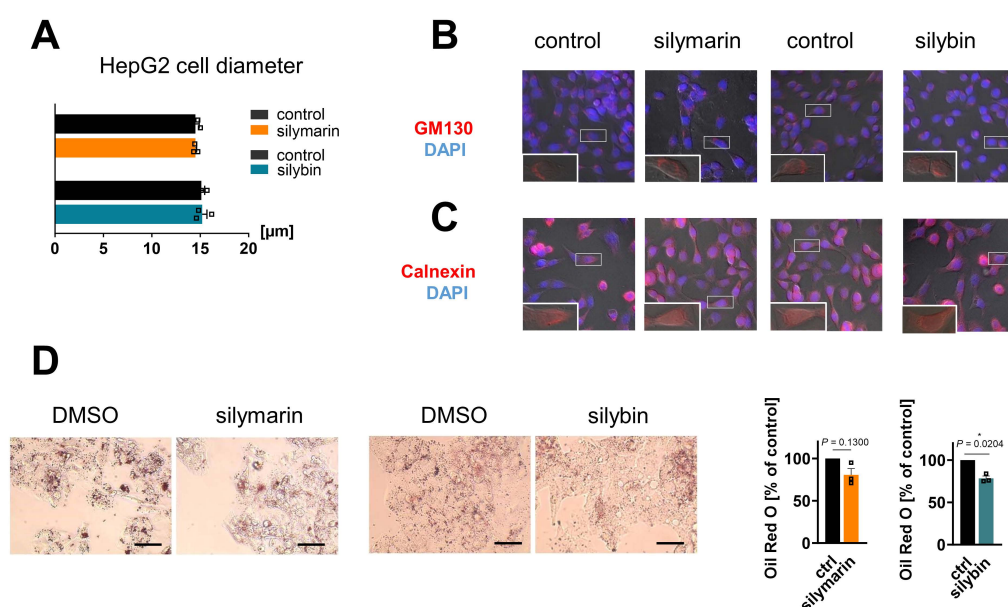 A
HepG2 cell diameter
control
silymarin
control
silybin
0 5 10 15 20 [µm]
B
control silymarin control silybin
GM130
DAPI
C
Calnexin
DAPI
D
DMSO silymarin DMSO silybin
Oil Red O [% of control]
P = 0.1300
100
50
0
ctrl
silymarin
Oil Red O [% of control]
*
P = 0.0204
100
50
0
ctrl
silybin